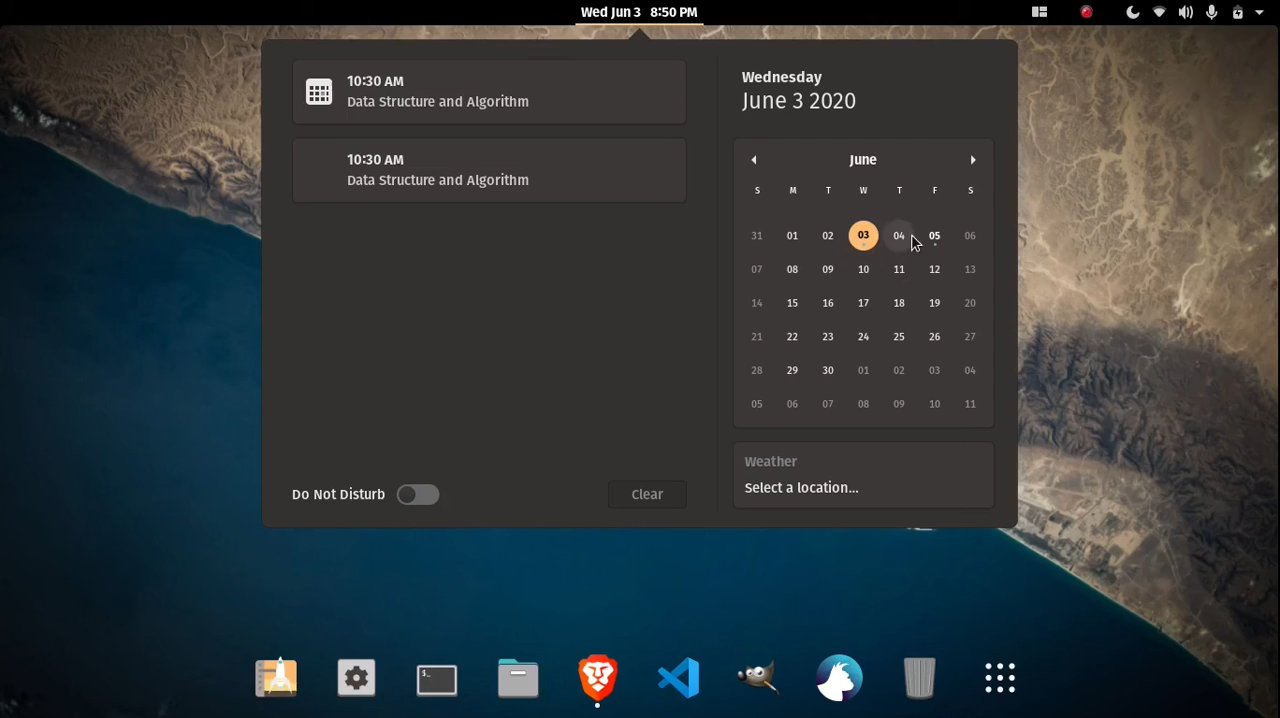 Wed Jun 3 8:50 PM
10:30 AM
Data Structure and Algorithm
10:30 AM
Data Structure and Algorithm
Do Not Disturb
Clear
Wednesday
June 3 2020
June
S M T W T F S
31 01 02 03 04 05 06
07 08 09 10 11 12 13
14 15 16 17 18 19 20
21 22 23 24 25 26 27
28 29 30 01 02 03 04
05 06 07 08 09 10 11
Weather
Select a location...